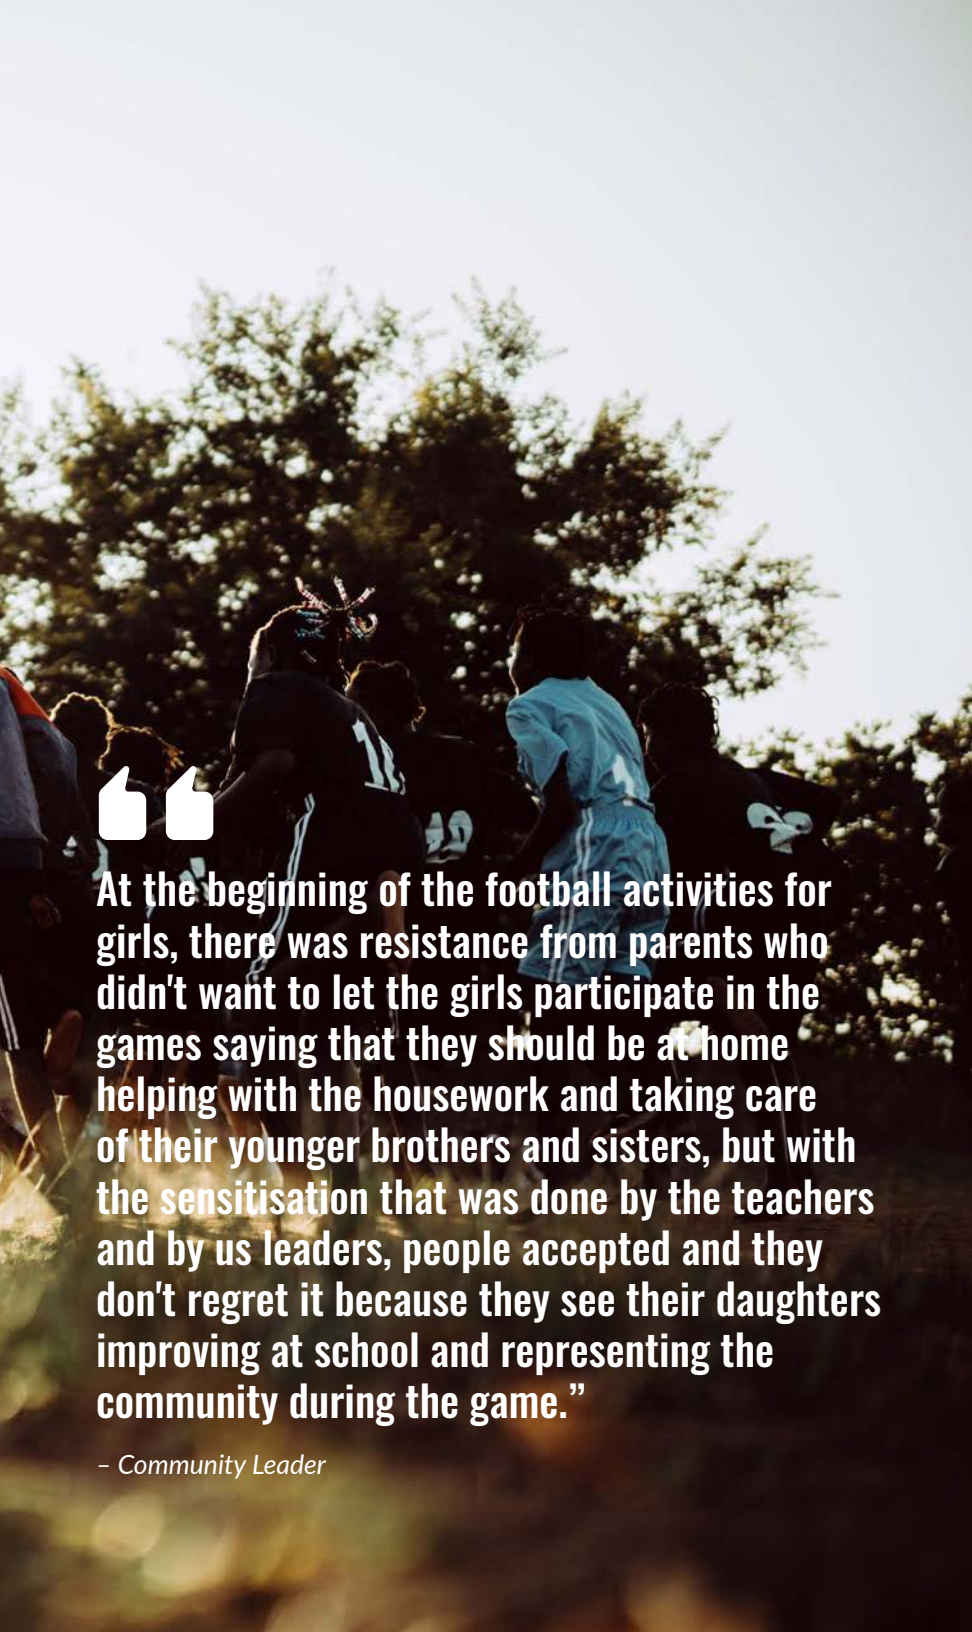 “
At the beginning of the football activities for
girls, there was resistance from parents who
didn't want to let the girls participate in the
games saying that they should be at home
helping with the housework and taking care
of their younger brothers and sisters, but with
the sensitisation that was done by the teachers
and by us leaders, people accepted and they
don't regret it because they see their daughters
improving at school and representing the
community during the game.”
– Community Leader